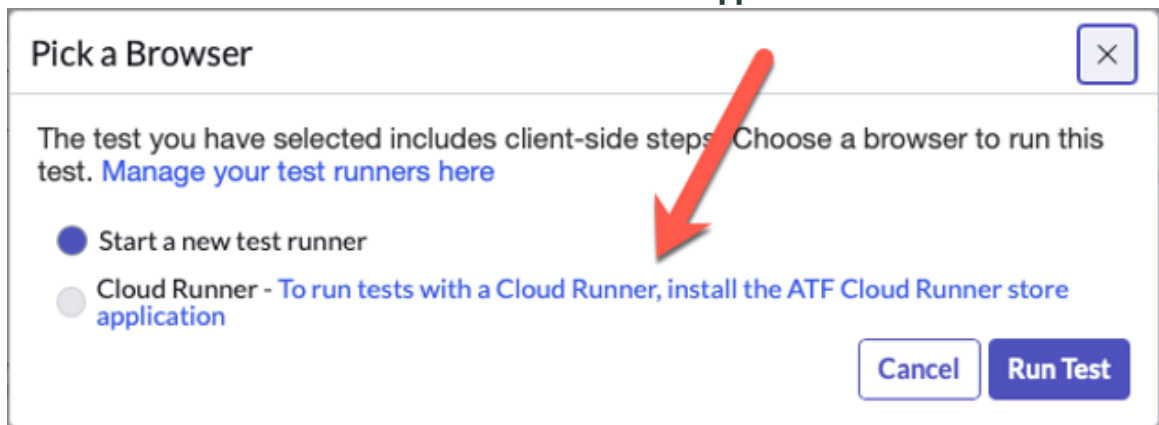 Pick a Browser
The test you have selected includes client-side steps. Choose a browser to run this
test. Manage your test runners here
Start a new test runner
Cloud Runner - To run tests with a Cloud Runner, install the ATF Cloud Runner store
application
Cancel
Run Test